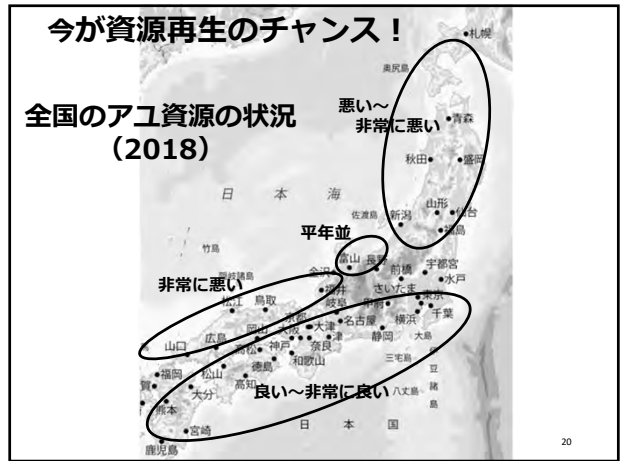 今が資源再生のチャンス！
全国のアユ資源の状況
（2018）
悪い～
非常に悪い
平年並
非常に悪い
良い～非常に良い
札幌
奥尻島
青森
秋田
盛岡
山形
仙台
佐渡島
新潟
福島
日本海
竹島
富山
長野
金沢
前橋
宇都宮
水戸
福井
さいたま
松江
鳥取
岐阜
甲府
東京
京都
大津
名古屋
横浜
千葉
岡山
大阪
津
静岡
大島
山口
広島
高松
神戸
奈良
三宅島
和歌山
福岡
松山
徳島
高知
八丈島
伊豆諸島
賀
大分
熊本
日本国
宮崎
鹿児島
20